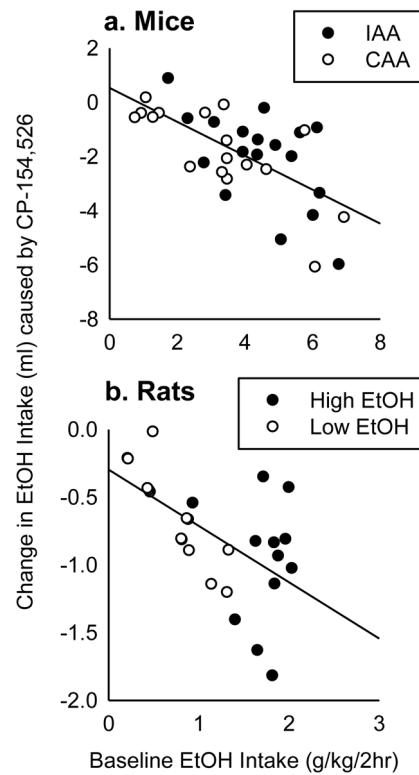 a. Mice
IAA
CAA
2
0
-2
-4
-6
-8
0 2 4 6 8
b. Rats
High EtOH
Low EtOH
0.0
-0.5
-1.0
-1.5
-2.0
0 1 2 3
Change in EtOH Intake (ml) caused by CP-154,526
Baseline EtOH Intake (g/kg/2hr)